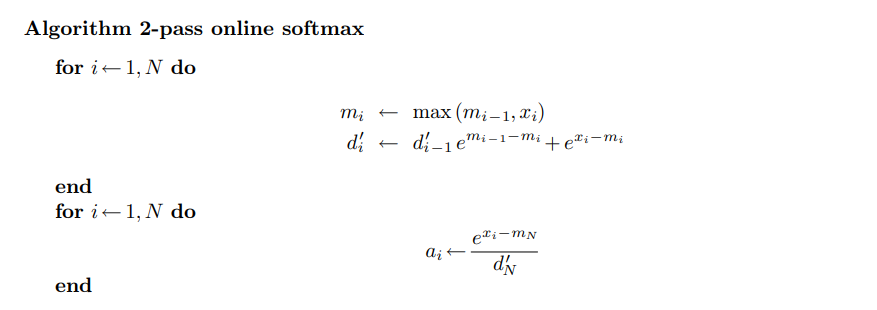 Algorithm 2-pass online softmax
for i ← 1, N do
m_i ← max (m_{i−1}, x_i)
d′_i ← d′_{i−1} e^{m_{i−1}−m_i} + e^{x_i−m_i}
end
for i ← 1, N do
a_i ← \frac{e^{x_i−m_N}}{d′_N}
end